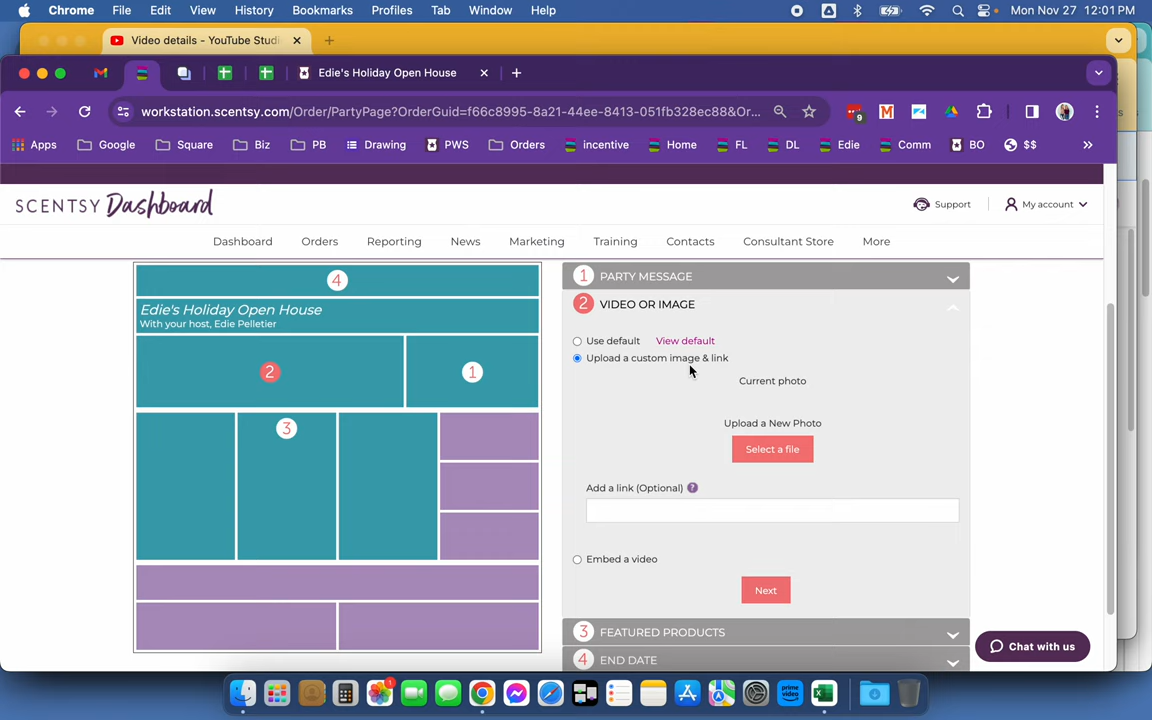 Chrome File Edit View History Bookmarks Profiles Tab Window Help Mon Nov 27 12:01 PM
Video details - YouTube Studi
Edie's Holiday Open House
workstation.scentsy.com/Order/PartyPage?OrderGuid=f66c8995-8a21-44ee-8413-051fb328ec88&Or...
9
Apps Google Square Biz PB Drawing PWS Orders incentive Home FL DL Edie Comm BO $$ »
SCENTSY Dashboard
Support My account
Dashboard Orders Reporting News Marketing Training Contacts Consultant Store More
4
Edie's Holiday Open House
With your host, Edie Pelletier
2 1
3
1 PARTY MESSAGE
2 VIDEO OR IMAGE
Use default View default
Upload a custom image & link
Current photo
Upload a New Photo
Select a file
Add a link (Optional) ?
Embed a video
Next
3 FEATURED PRODUCTS
4 END DATE
Chat with us
1
prime video